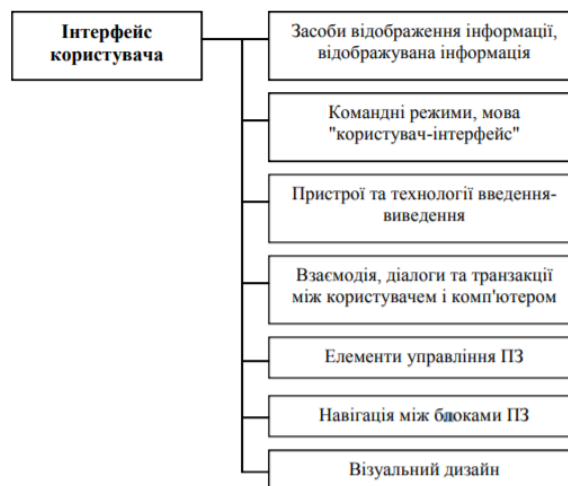 Інтерфейс
користувача
Засоби відображення інформації,
відображувана інформація
Командні режими, мова
"користувач-інтерфейс"
Пристрої та технології введення-
виведення
Взаємодія, діалоги та транзакції
між користувачем і комп'ютером
Елементи управління ПЗ
Навігація між блоками ПЗ
Візуальний дизайн